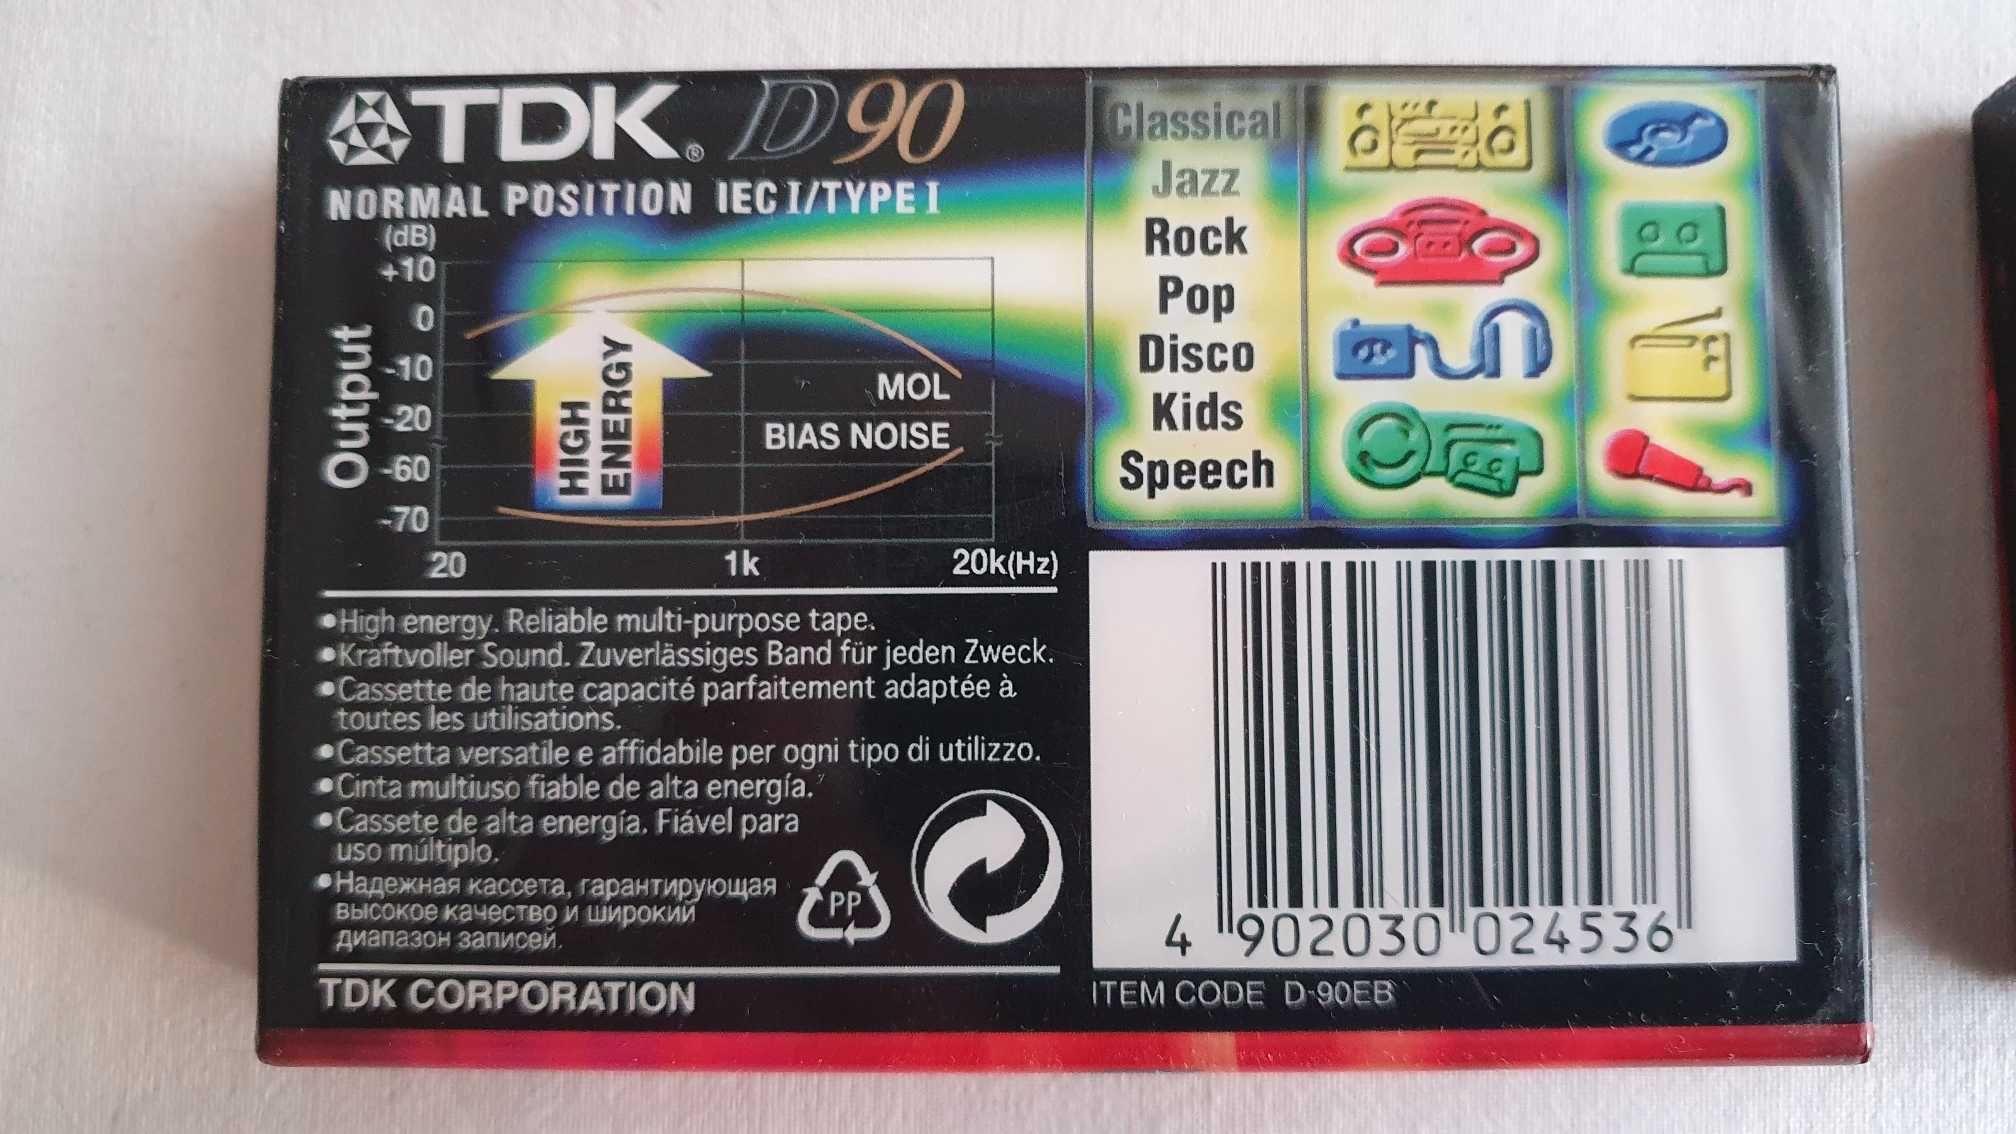 TDK® D90
NORMAL POSITION IEC I/TYPE I
(dB)
+10
0
-10
-20
-60
-70
Output
HIGH
ENERGY
MOL
BIAS NOISE
20 1k 20k(Hz)
Classical
Jazz
Rock
Pop
Disco
Kids
Speech
•High energy. Reliable multi-purpose tape.
•Kraftvoller Sound. Zuverlässiges Band für jeden Zweck.
•Cassette de haute capacité parfaitement adaptée à
toutes les utilisations.
•Cassetta versatile e affidabile per ogni tipo di utilizzo.
•Cinta multiuso fiable de alta energía.
•Cassete de alta energía. Fiável para
uso múltiplo.
•Надежная кассета, гарантирующая
высокое качество и широкий
диапазон записей.
PP
TDK CORPORATION
4 902030 024536
ITEM CODE D-90EB